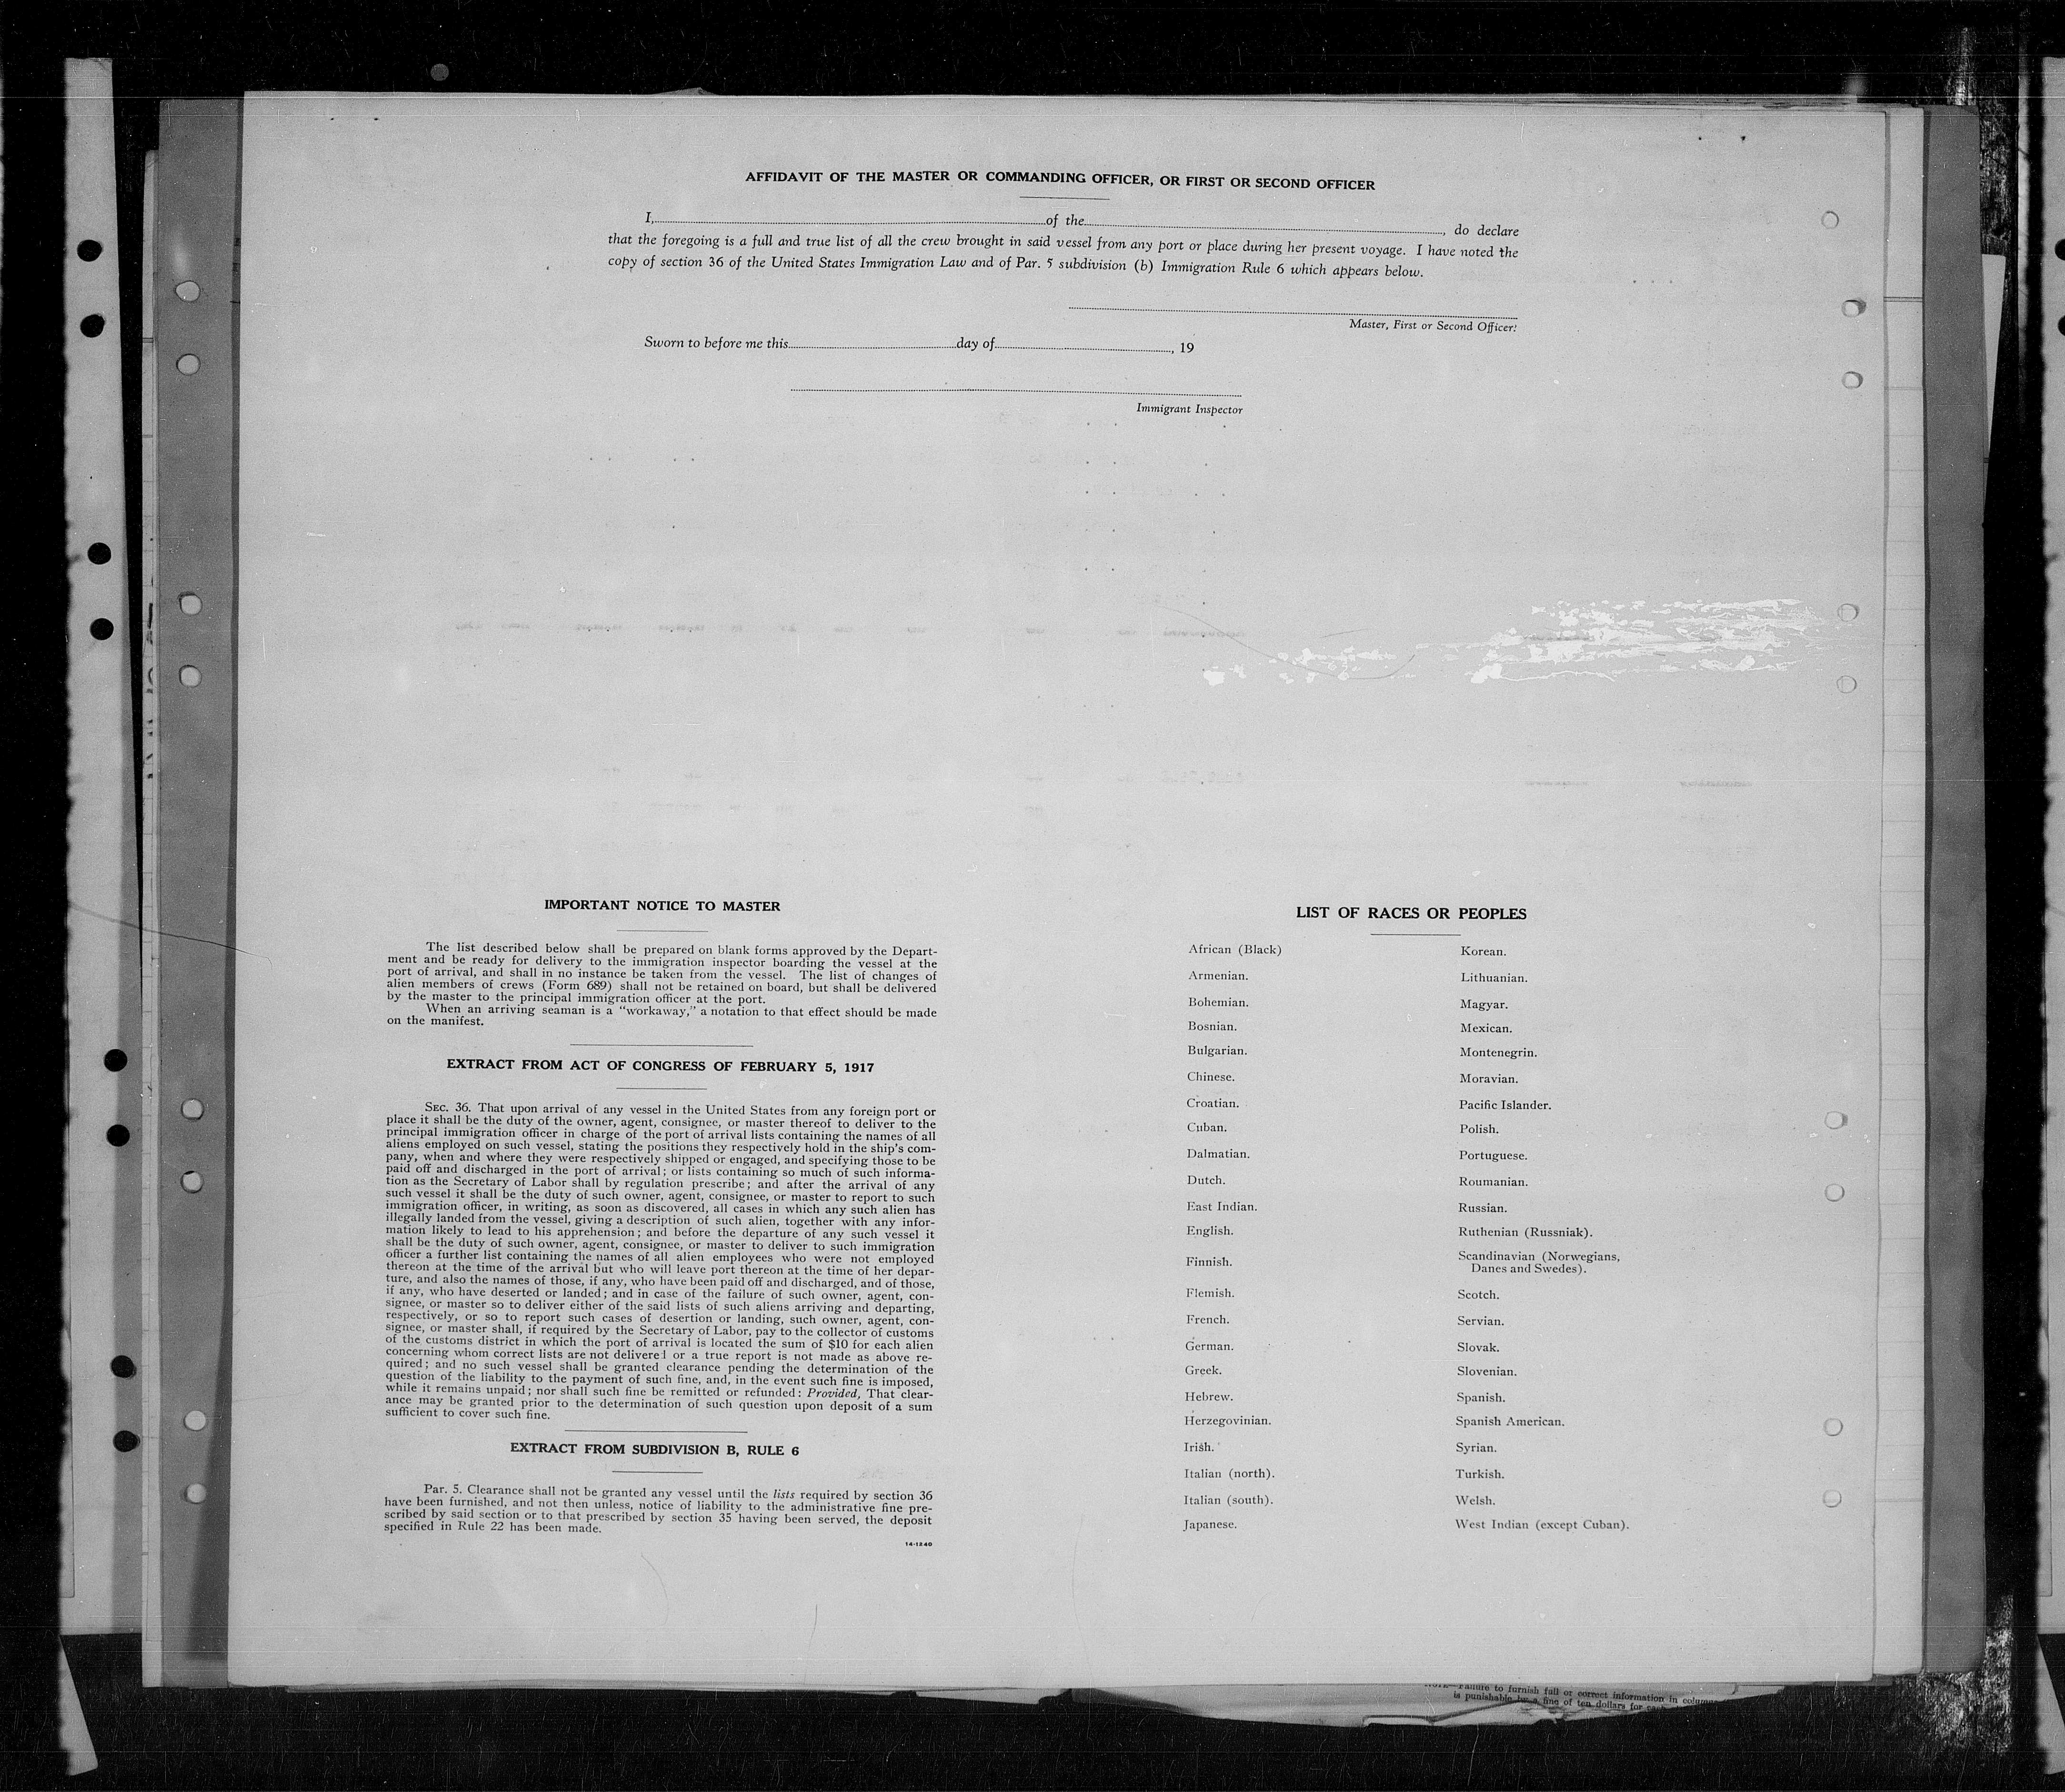 AFFIDAVIT OF THE MASTER OR COMMANDING OFFICER, OR FIRST OR SECOND OFFICER
I, of the , do declare
that the foregoing is a full and true list of all the crew brought in said vessel from any port or place during her present voyage. I have noted the
copy of section 36 of the United States Immigration Law and of Par. 5 subdivision (b) Immigration Rule 6 which appears below.
Master, First or Second Officer.
Sworn to before me this day of , 19
Immigrant Inspector
IMPORTANT NOTICE TO MASTER
The list described below shall be prepared on blank forms approved by the Depart-
ment and be ready for delivery to the immigration inspector boarding the vessel at the
port of arrival, and shall in no instance be taken from the vessel. The list of changes of
alien members of crews (Form 689) shall not be retained on board, but shall be delivered
by the master to the principal immigration officer at the port.
When an arriving seaman is a "workaway," a notation to that effect should be made
on the manifest.
EXTRACT FROM ACT OF CONGRESS OF FEBRUARY 5, 1917
SEC. 36. That upon arrival of any vessel in the United States from any foreign port or
place it shall be the duty of the owner, agent, consignee, or master thereof to deliver to the
principal immigration officer in charge of the port of arrival lists containing the names of all
aliens employed on such vessel, stating the positions they respectively hold in the ship's com-
pany, when and where they were respectively shipped or engaged, and specifying those to be
paid off and discharged in the port of arrival; or lists containing so much of such informa-
tion as the Secretary of Labor shall by regulation prescribe; and after the arrival of any
such vessel it shall be the duty of such owner, agent, consignee, or master to report to such
immigration officer, in writing, as soon as discovered, all cases in which any such alien has
illegally landed from the vessel, giving a description of such alien, together with any infor-
mation likely to lead to his apprehension; and before the departure of any such vessel it
shall be the duty of such owner, agent, consignee, or master to deliver to such immigration
officer a further list containing the names of all alien employees who were not employed
thereon at the time of the arrival but who will leave port thereon at the time of her depar-
ture, and also the names of those, if any, who have been paid off and discharged, and of those,
if any, who have deserted or landed; and in case of the failure of such owner, agent, con-
signee, or master so to deliver either of the said lists of such aliens arriving and departing,
respectively, or so to report such cases of desertion or landing, such owner, agent, con-
signee, or master shall, if required by the Secretary of Labor, pay to the collector of customs
of the customs district in which the port of arrival is located the sum of $10 for each alien
concerning whom correct lists are not delivered or a true report is not made as above re-
quired; and no such vessel shall be granted clearance pending the determination of the
question of the liability to the payment of such fine, and, in the event such fine is imposed,
while it remains unpaid; nor shall such fine be remitted or refunded: Provided, That clear-
ance may be granted prior to the determination of such question upon deposit of a sum
sufficient to cover such fine.
EXTRACT FROM SUBDIVISION B, RULE 6
Par. 5. Clearance shall not be granted any vessel until the lists required by section 36
have been furnished, and not then unless, notice of liability to the administrative fine pre-
scribed by said section or to that prescribed by section 35 having been served, the deposit
specified in Rule 22 has been made.
14-1240
LIST OF RACES OR PEOPLES
African (Black)
Armenian.
Bohemian.
Bosnian.
Bulgarian.
Chinese.
Croatian.
Cuban.
Dalmatian.
Dutch.
East Indian.
English.
Finnish.
Flemish.
French.
German.
Greek.
Hebrew.
Herzegovinian.
Irish.
Italian (north).
Italian (south).
Japanese.
Korean.
Lithuanian.
Magyar.
Mexican.
Montenegrin.
Moravian.
Pacific Islander.
Polish.
Portuguese.
Roumanian.
Russian.
Ruthenian (Russniak).
Scandinavian (Norwegians,
Danes and Swedes).
Scotch.
Servian.
Slovak.
Slovenian.
Spanish.
Spanish American.
Syrian.
Turkish.
Welsh.
West Indian (except Cuban).
Failure to furnish full or correct information in
is punishable by a fine of ten dollars for